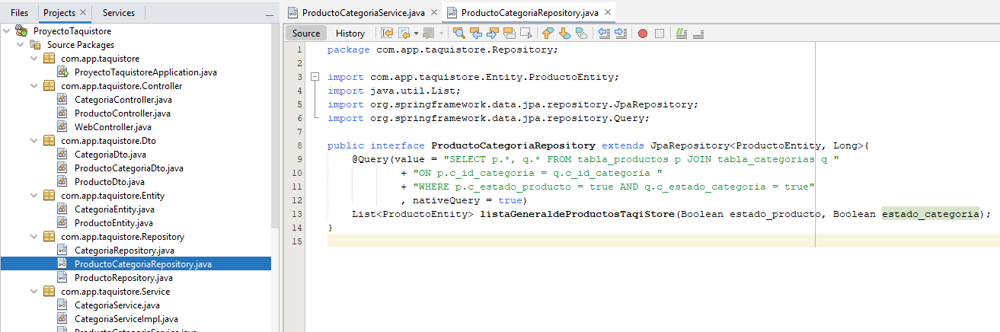 Files Projects Services
ProyectoTaquistore
Source Packages
com.app.taquistore
ProyectoTaquistoreApplication.java
com.app.taquistore.Controller
CategoriaController.java
ProductoController.java
WebController.java
com.app.taquistore.Dto
CategoriaDto.java
ProductoCategoriaDto.java
ProductoDto.java
com.app.taquistore.Entity
CategoriaEntity.java
ProductoEntity.java
com.app.taquistore.Repository
CategoriaRepository.java
ProductoCategoriaRepository.java
ProductoRepository.java
com.app.taquistore.Service
CategoriaService.java
CategoriaServiceImpl.java
ProductoCategoriaService.java
ProductoCategoriaService.java ProductoCategoriaRepository.java
Source History
1 package com.app.taquistore.Repository;
2
3 import com.app.taquistore.Entity.ProductoEntity;
4 import java.util.List;
5 import org.springframework.data.jpa.repository.JpaRepository;
6 import org.springframework.data.jpa.repository.Query;
7
8 public interface ProductoCategoriaRepository extends JpaRepository<ProductoEntity, Long>{
9 @Query(value = "SELECT p.*, q.* FROM tabla_productos p JOIN tabla_categorias q "
10 + "ON p.c_id_categoria = q.c_id_categoria "
11 + "WHERE p.c_estado_producto = true AND q.c_estado_categoria = true"
12 , nativeQuery = true)
13 List<ProductoEntity> listaGeneraldeProductosTaqiStore(Boolean estado_producto, Boolean estado_categoria);
14 }
15